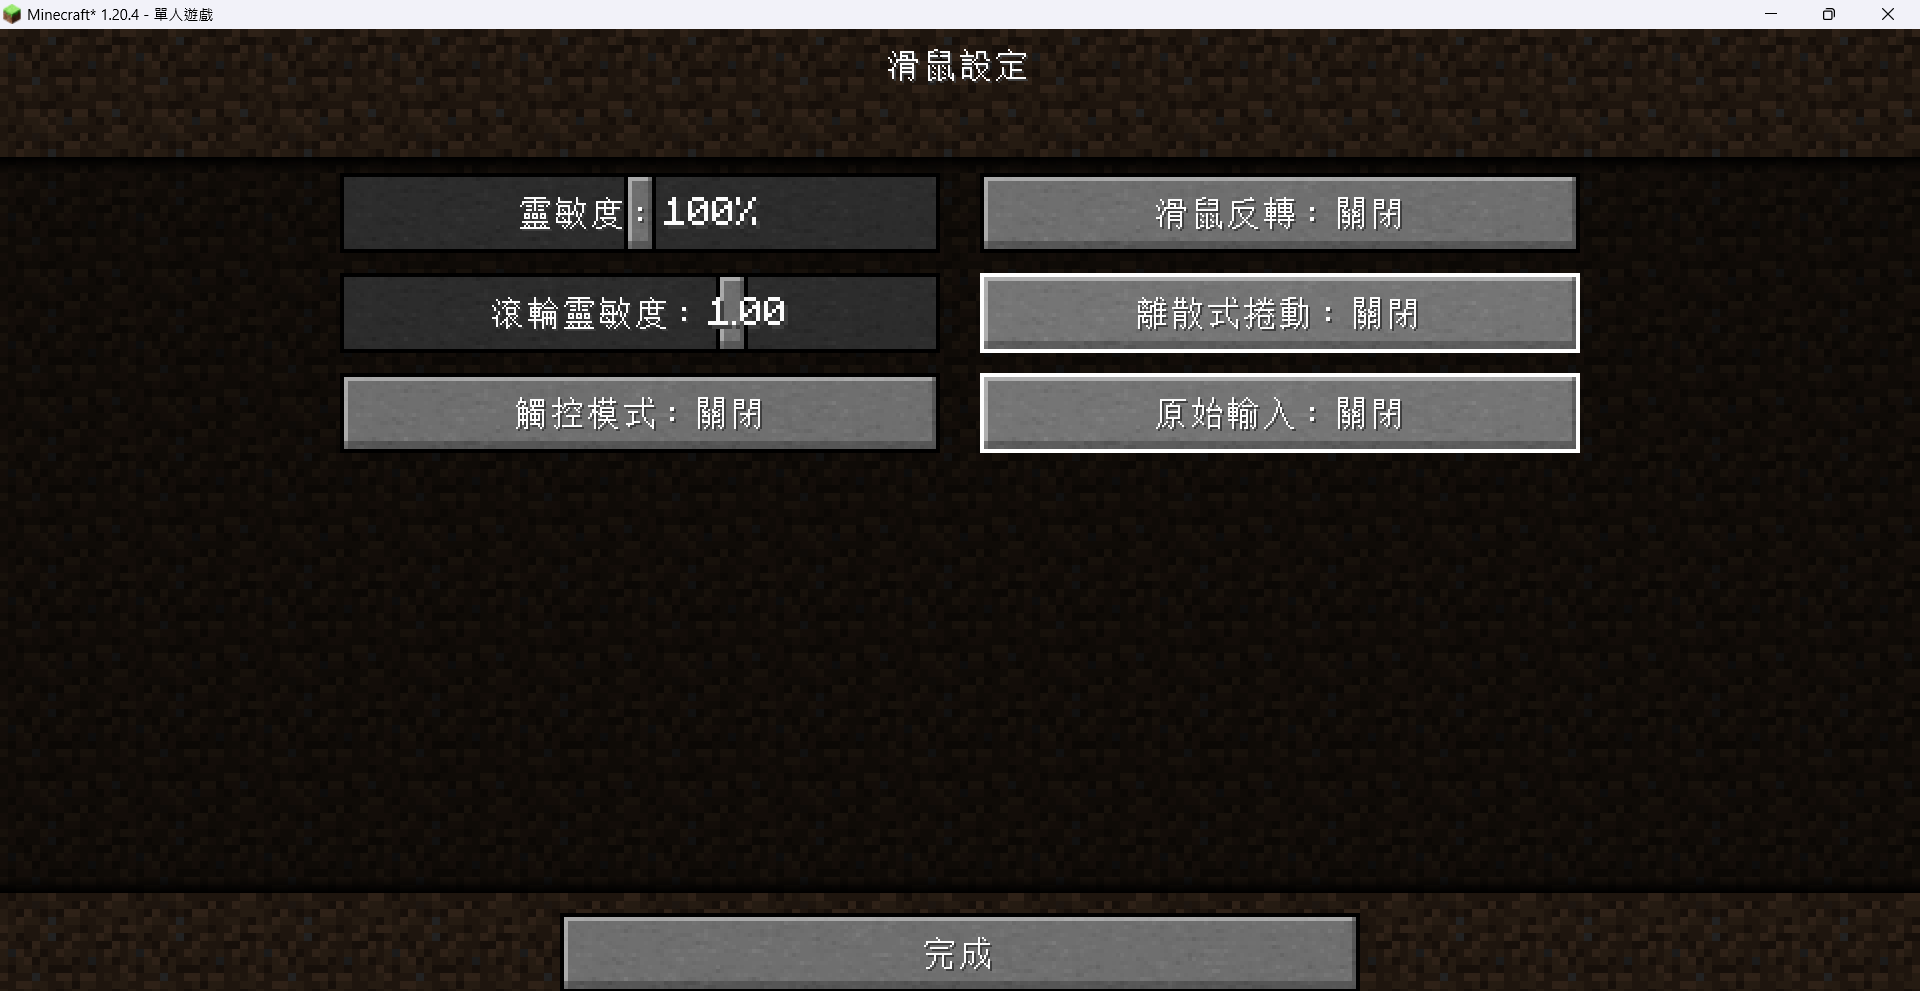 Minecraft* 1.20.4 - 單人遊戲
滑鼠設定
靈敏度：100%
滑鼠反轉：關閉
滾輪靈敏度：1.00
離散式捲動：關閉
觸控模式：關閉
原始輸入：關閉
完成